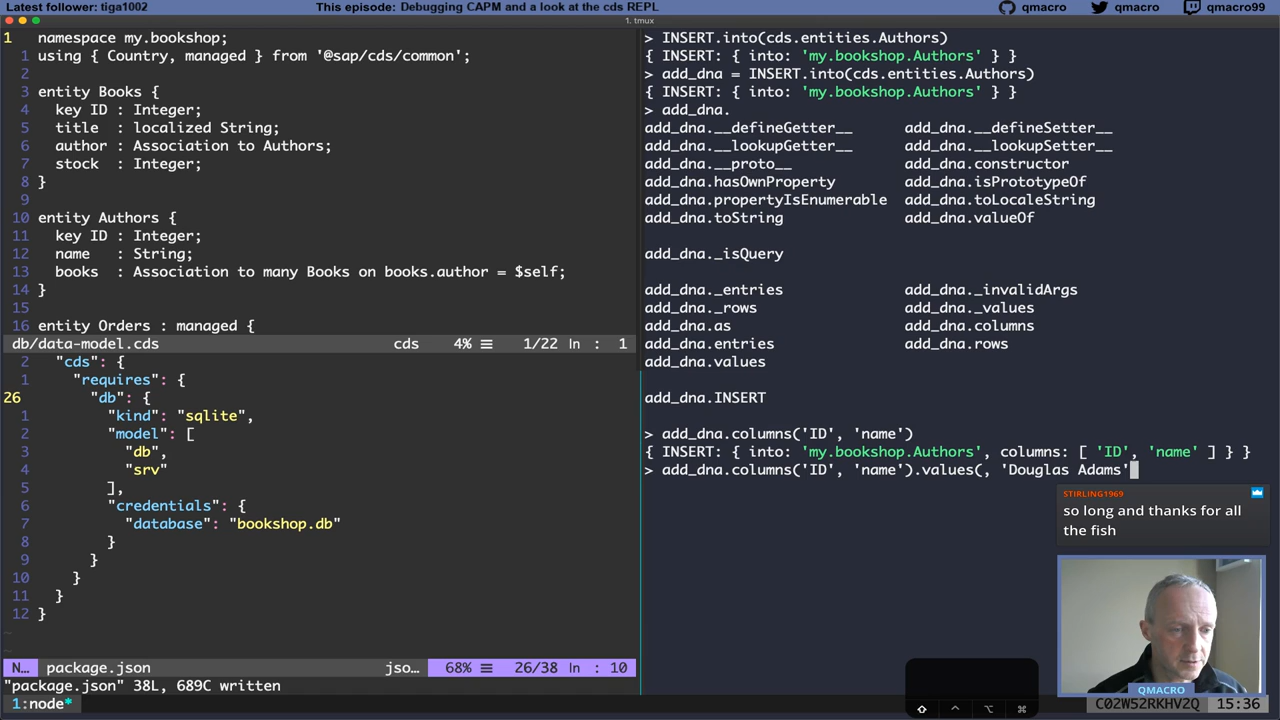 Latest follower: tiga1002
This episode: Debugging CAPM and a look at the cds REPL
qmacro
qmacro
qmacro99
1. tmux
1 namespace my.bookshop;
1 using { Country, managed } from '@sap/cds/common';
2
3 entity Books {
4 key ID : Integer;
5 title : localized String;
6 author : Association to Authors;
7 stock : Integer;
8 }
9
10 entity Authors {
11 key ID : Integer;
12 name : String;
13 books : Association to many Books on books.author = $self;
14 }
15
16 entity Orders : managed {
db/data-model.cds cds 4% ☰ 1/22 ln : 1
2 "cds": {
1 "requires": {
26 "db": {
1 "kind": "sqlite",
2 "model": [
3 "db",
4 "srv"
5 ],
6 "credentials": {
7 "database": "bookshop.db"
8 }
9 }
10 }
11 }
12 }
~
~
N… package.json jso… 68% ☰ 26/38 ln : 10
"package.json" 38L, 689C written
1:node*
> INSERT.into(cds.entities.Authors)
{ INSERT: { into: 'my.bookshop.Authors' } }
> add_dna = INSERT.into(cds.entities.Authors)
{ INSERT: { into: 'my.bookshop.Authors' } }
> add_dna.
add_dna.__defineGetter__ add_dna.__defineSetter__
add_dna.__lookupGetter__ add_dna.__lookupSetter__
add_dna.__proto__ add_dna.constructor
add_dna.hasOwnProperty add_dna.isPrototypeOf
add_dna.propertyIsEnumerable add_dna.toLocaleString
add_dna.toString add_dna.valueOf
add_dna._isQuery
add_dna._entries add_dna._invalidArgs
add_dna._rows add_dna._values
add_dna.as add_dna.columns
add_dna.entries add_dna.rows
add_dna.values
add_dna.INSERT
> add_dna.columns('ID', 'name')
{ INSERT: { into: 'my.bookshop.Authors', columns: [ 'ID', 'name' ] } }
> add_dna.columns('ID', 'name').values(, 'Douglas Adams'
STIRLING1969
so long and thanks for all
the fish
QMACRO
⇧ ⌃ ⌥ ⌘
C02W52RKHV2Q 15:36